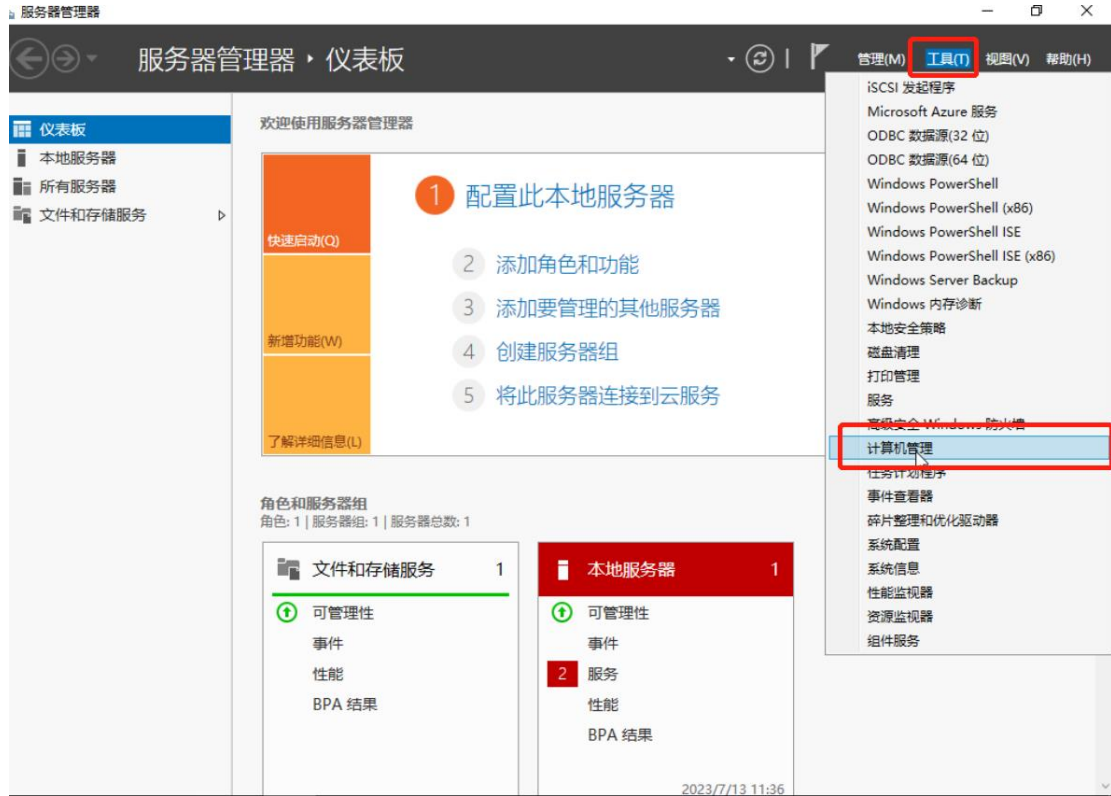 服务器管理器
服务器管理器 · 仪表板
管理(M) 工具(T) 视图(V) 帮助(H)
仪表板
本地服务器
所有服务器
文件和存储服务
欢迎使用服务器管理器
快速启动(Q)
新增功能(W)
了解详细信息(L)
1 配置此本地服务器
2 添加角色和功能
3 添加要管理的其他服务器
4 创建服务器组
5 将此服务器连接到云服务
角色和服务器组
角色: 1 | 服务器组: 1 | 服务器总数: 1
文件和存储服务 1
可管理性
事件
性能
BPA 结果
本地服务器 1
可管理性
事件
2 服务
性能
BPA 结果
2023/7/13 11:36
iSCSI 发起程序
Microsoft Azure 服务
ODBC 数据源(32 位)
ODBC 数据源(64 位)
Windows PowerShell
Windows PowerShell (x86)
Windows PowerShell ISE
Windows PowerShell ISE (x86)
Windows Server Backup
Windows 内存诊断
本地安全策略
磁盘清理
打印管理
服务
高级安全 Windows 防火墙
计算机管理
任务计划程序
事件查看器
碎片整理和优化驱动器
系统配置
系统信息
性能监视器
资源监视器
组件服务